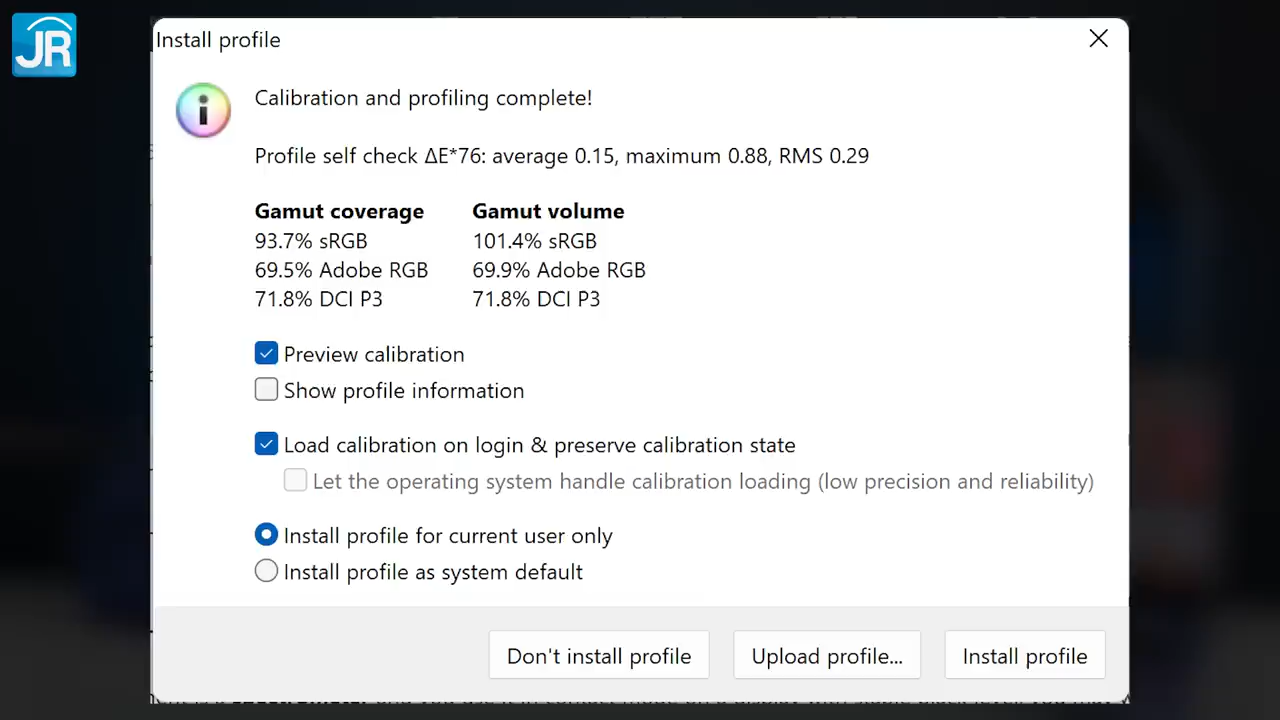 JR
Install profile
Calibration and profiling complete!
Profile self check ΔE*76: average 0.15, maximum 0.88, RMS 0.29
Gamut coverage Gamut volume
93.7% sRGB 101.4% sRGB
69.5% Adobe RGB 69.9% Adobe RGB
71.8% DCI P3 71.8% DCI P3
Preview calibration
Show profile information
Load calibration on login & preserve calibration state
Let the operating system handle calibration loading (low precision and reliability)
Install profile for current user only
Install profile as system default
Don't install profile Upload profile... Install profile